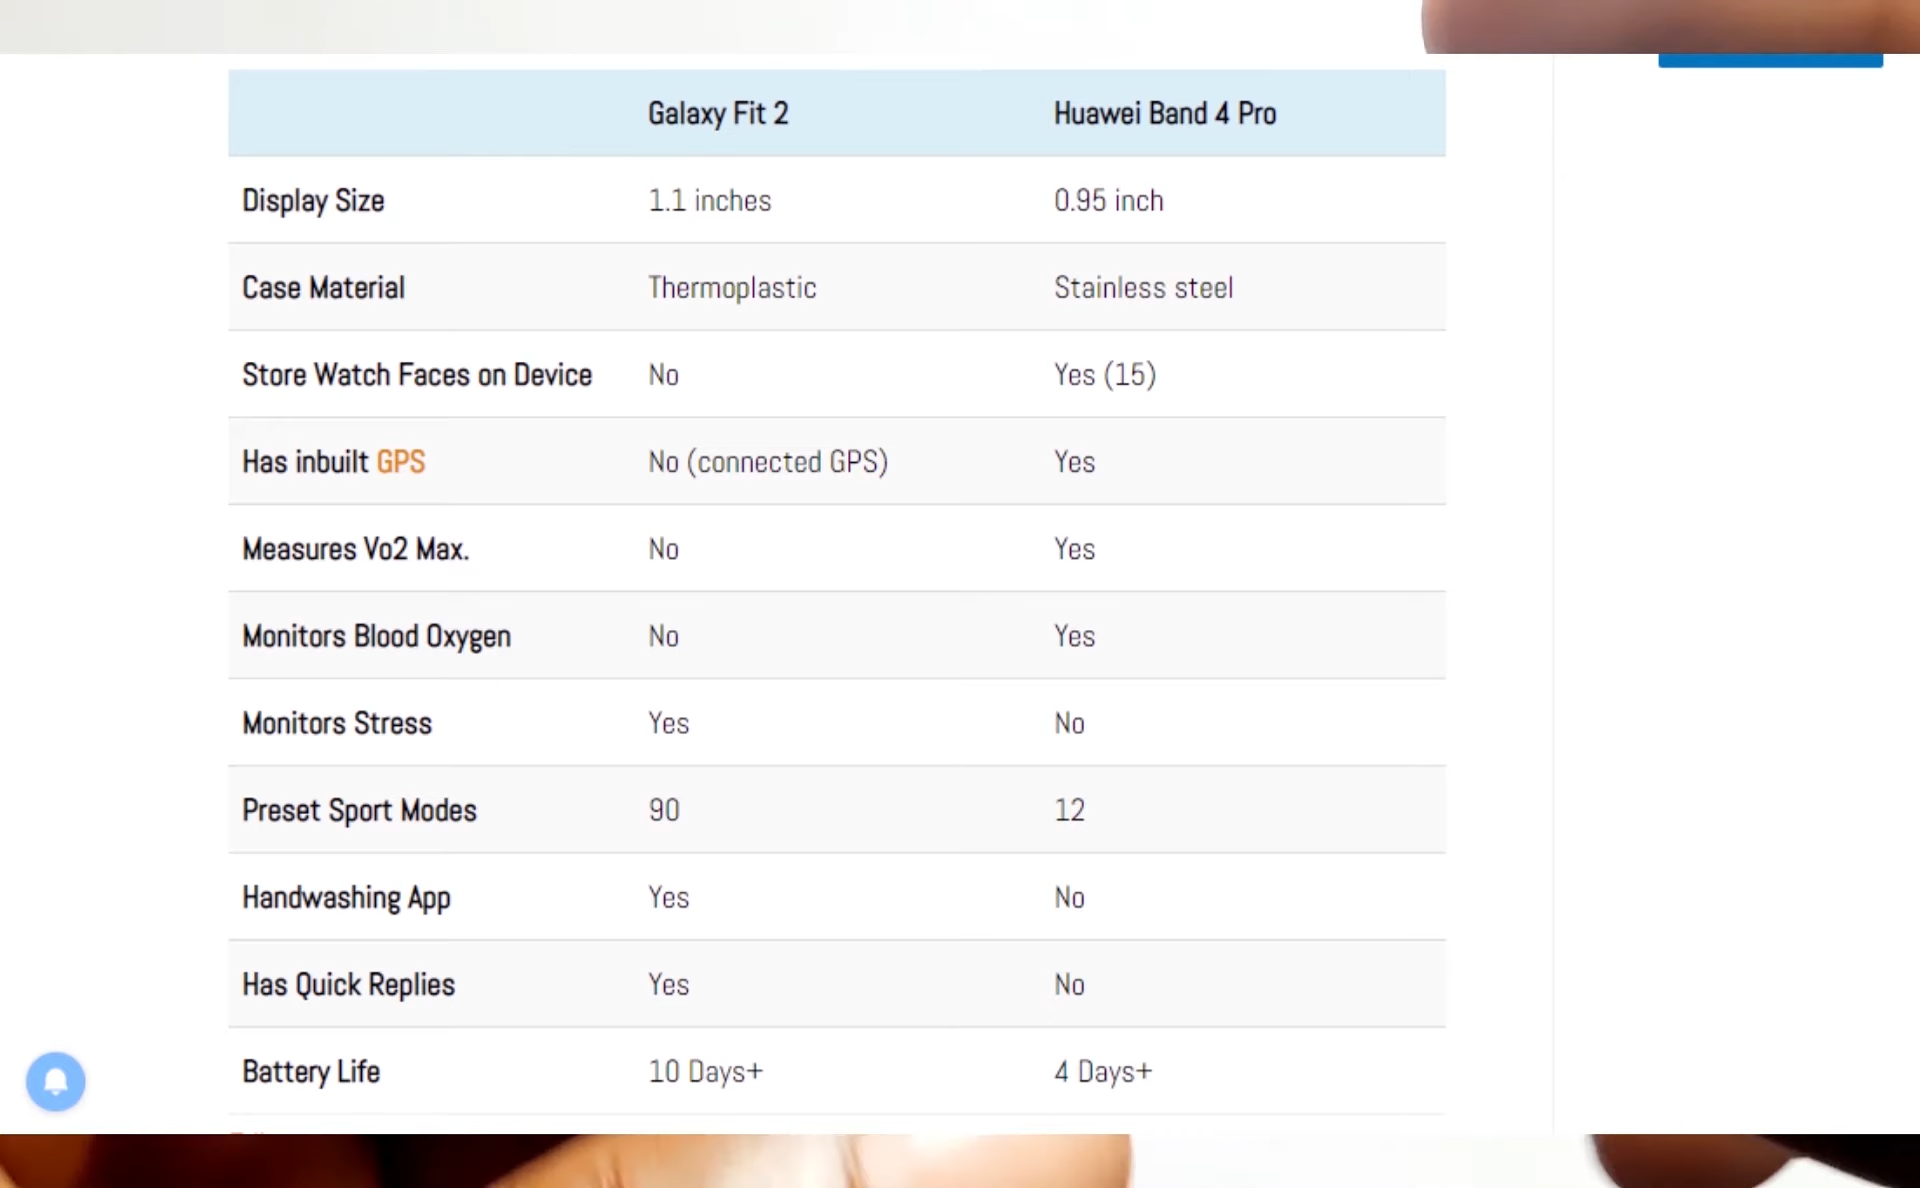 Galaxy Fit 2 Huawei Band 4 Pro
Display Size 1.1 inches 0.95 inch
Case Material Thermoplastic Stainless steel
Store Watch Faces on Device No Yes (15)
Has inbuilt GPS No (connected GPS) Yes
Measures Vo2 Max. No Yes
Monitors Blood Oxygen No Yes
Monitors Stress Yes No
Preset Sport Modes 90 12
Handwashing App Yes No
Has Quick Replies Yes No
Battery Life 10 Days+ 4 Days+